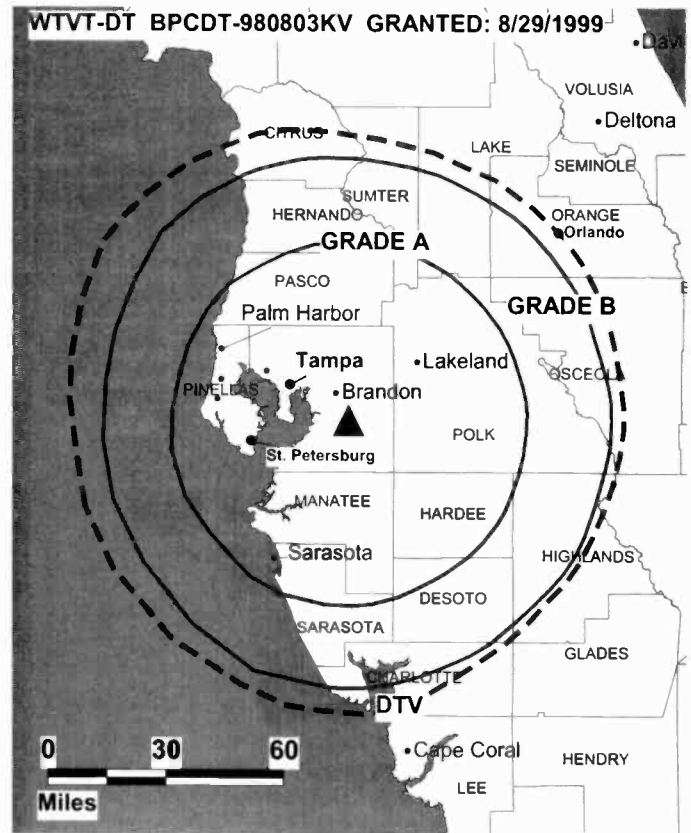 WTVT-DT BPCDT-980803KV GRANTED: 8/29/1999
VOLUSIA
Deltona
CITRUS
LAKE
SEMINOLE
SUMTER
HERNANDO
ORANGE
Orlando
GRADE A
PASCO
GRADE B
Palm Harbor
Tampa
Lakeland
OSCEOL
PINELLAS
Brandon
POLK
St. Petersburg
MANATEE
HARDEE
Sarasota
HIGHLANDS
DESOTO
SARASOTA
GLADES
CHARLOTTE
DTV
Cape Coral
HENDRY
LEE
0 30 60
Miles